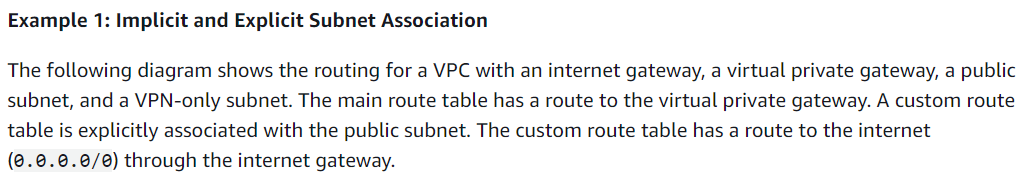 Example 1: Implicit and Explicit Subnet Association
The following diagram shows the routing for a VPC with an internet gateway, a virtual private gateway, a public
subnet, and a VPN-only subnet. The main route table has a route to the virtual private gateway. A custom route
table is explicitly associated with the public subnet. The custom route table has a route to the internet
(0.0.0.0/0) through the internet gateway.